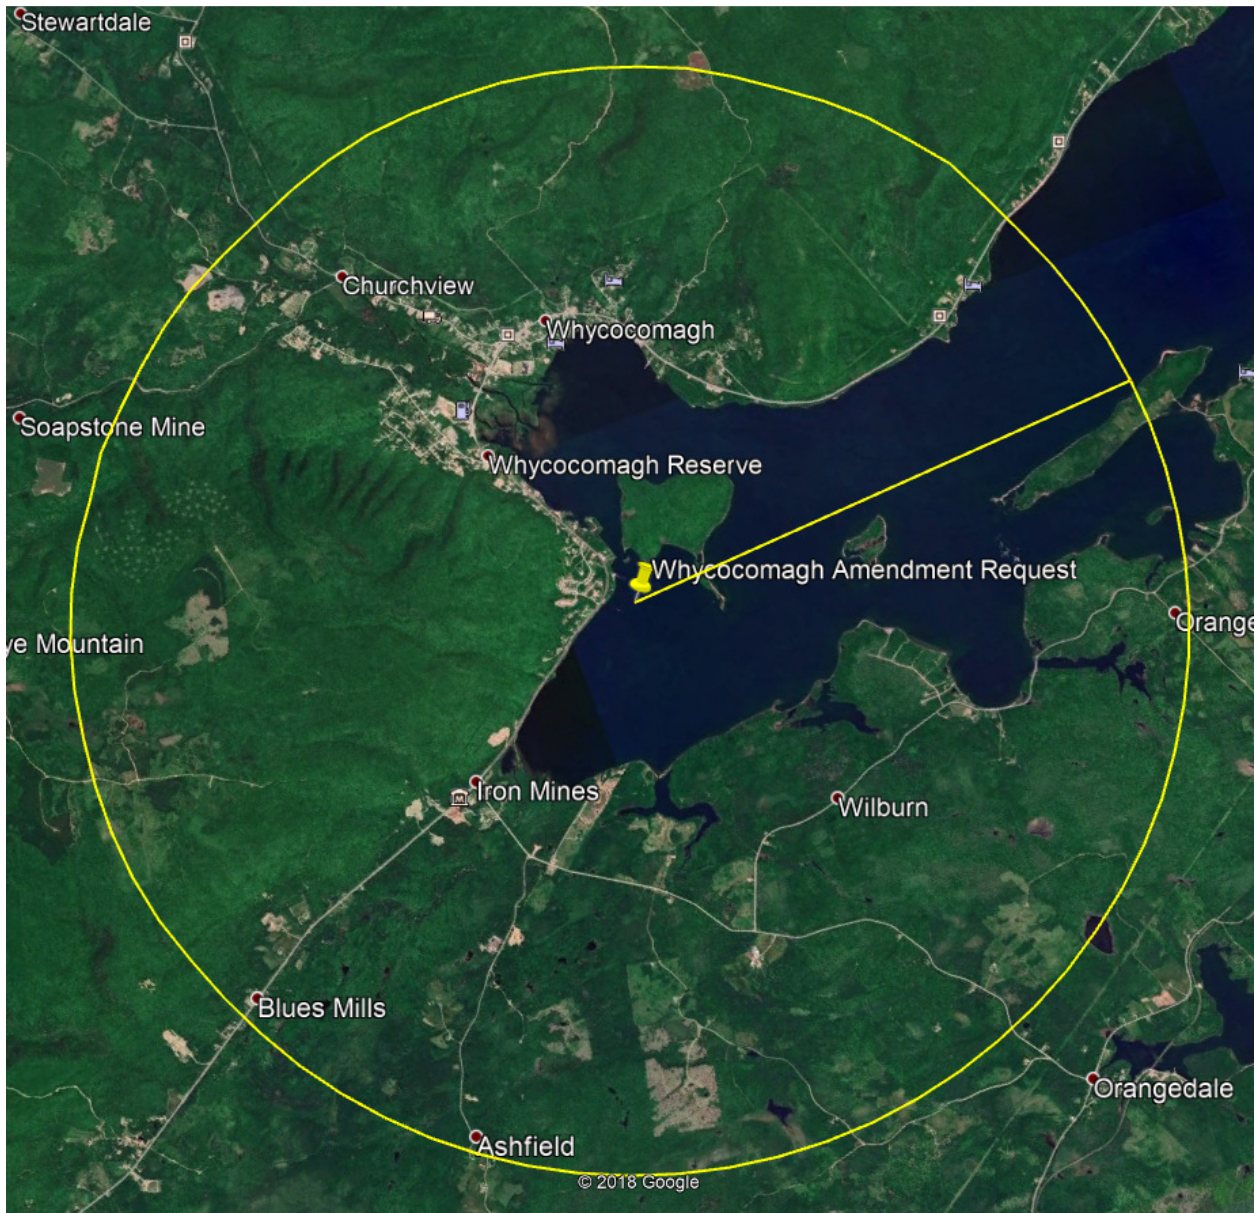 Stewartdale
Churchview
Whycocomagh
Soapstone Mine
Whycocomagh Reserve
Whycocomagh Amendment Request
Orange
ye Mountain
Iron Mines
Wilburn
Blues Mills
Orangedale
Ashfield
© 2018 Google